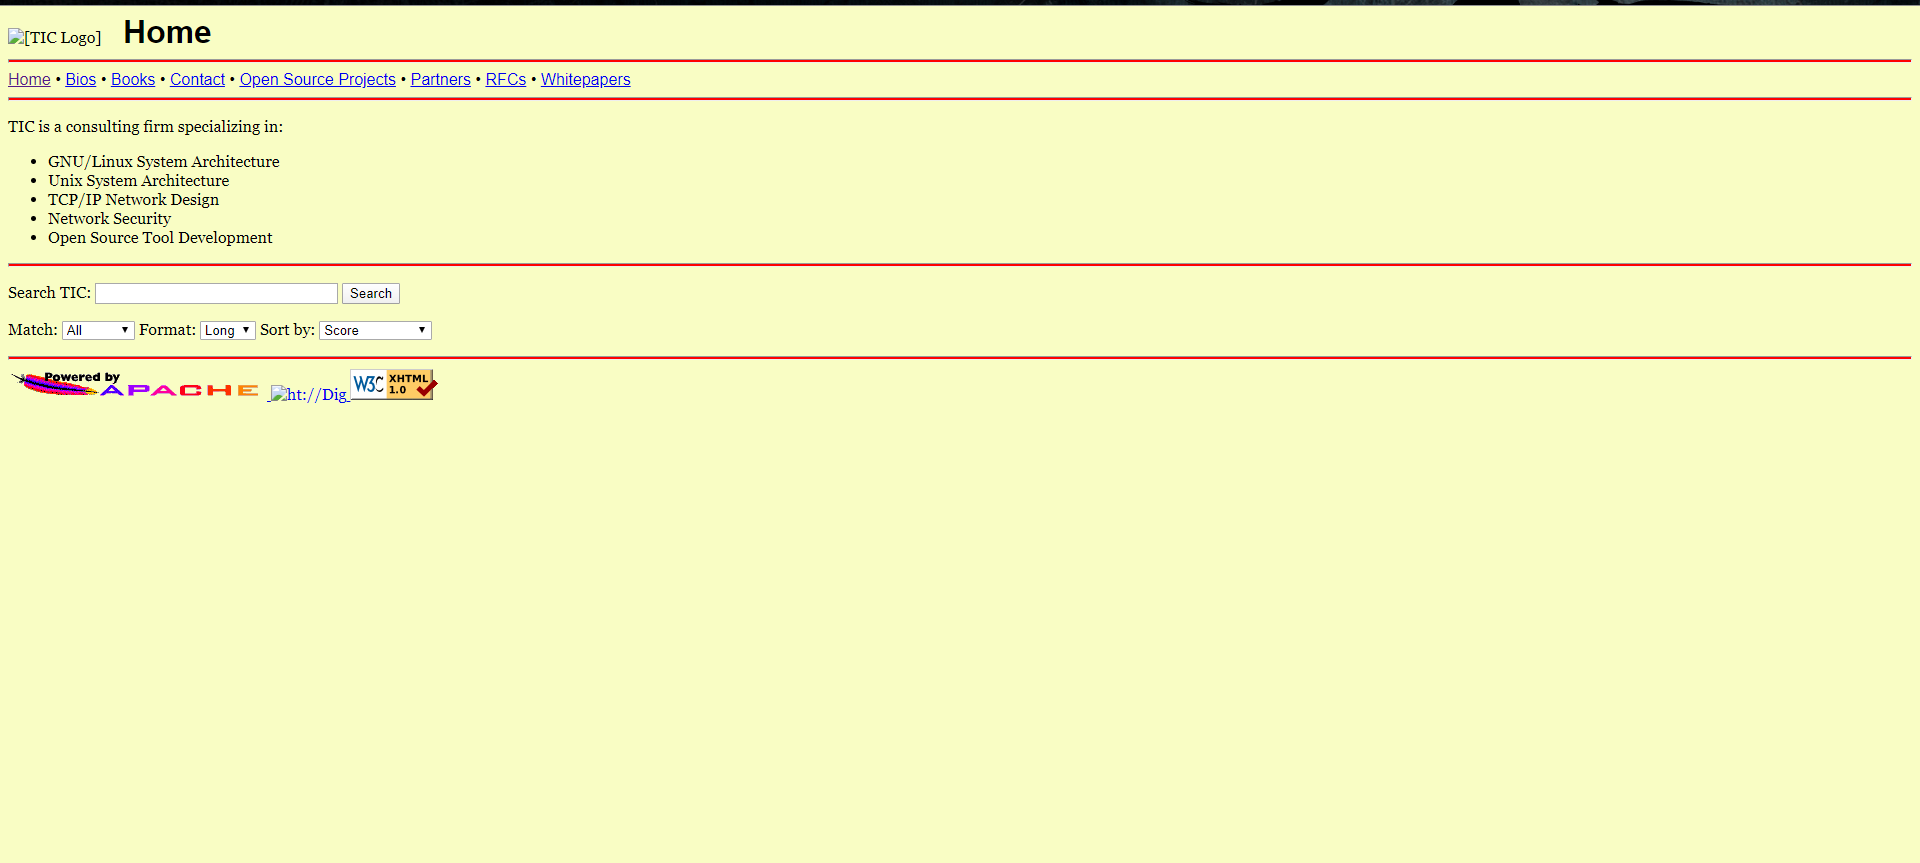 [TIC Logo] Home
Home • Bios • Books • Contact • Open Source Projects • Partners • RFCs • Whitepapers
TIC is a consulting firm specializing in:
• GNU/Linux System Architecture
• Unix System Architecture
• TCP/IP Network Design
• Network Security
• Open Source Tool Development
Search TIC: Search
Match: All Format: Long Sort by: Score
Powered by APACHE ht://Dig W3C XHTML 1.0